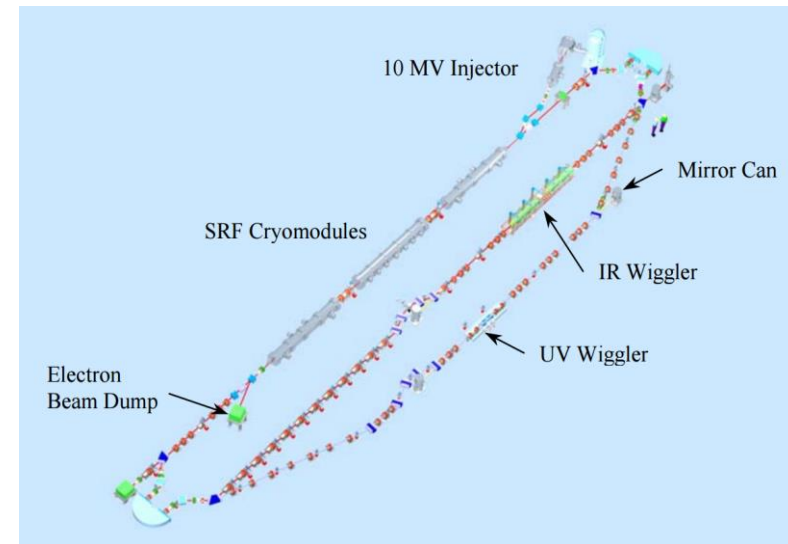 10 MV Injector
Mirror Can
SRF Cryomodules
IR Wiggler
UV Wiggler
Electron
Beam Dump